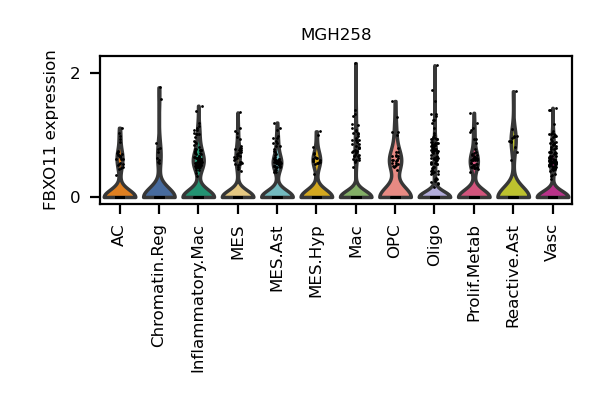 MGH258
FBXO11 expression
2
0
AC
Chromatin.Reg
Inflammatory.Mac
MES
MES.Ast
MES.Hyp
Mac
OPC
Oligo
Prolif.Metab
Reactive.Ast
Vasc